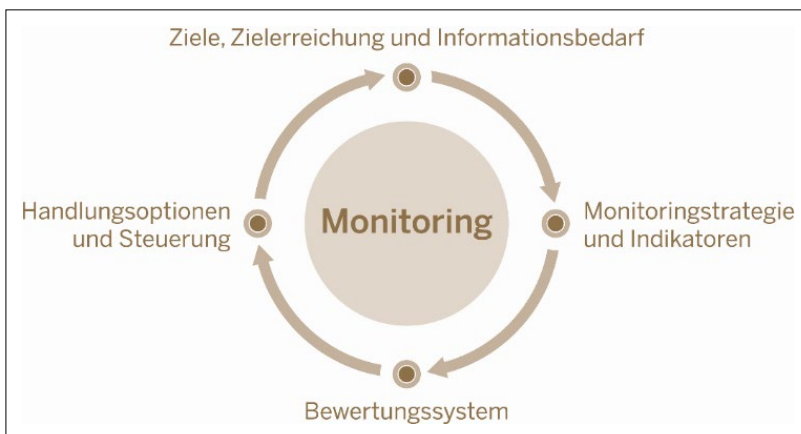 Ziele, Zielerreichung und Informationsbedarf
Handlungsoptionen
und Steuerung
Monitoring
Monitoringstrategie
und Indikatoren
Bewertungssystem